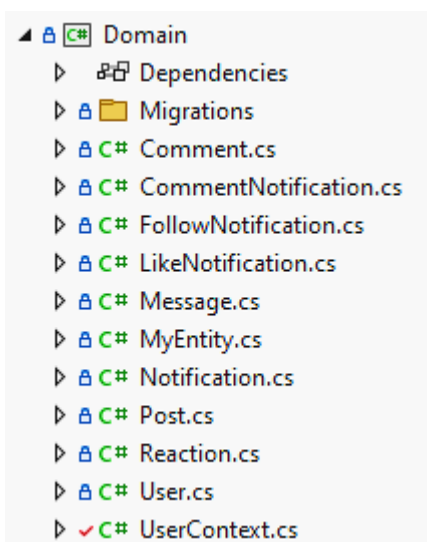 C# Domain
Dependencies
Migrations
C# Comment.cs
C# CommentNotification.cs
C# FollowNotification.cs
C# LikeNotification.cs
C# Message.cs
C# MyEntity.cs
C# Notification.cs
C# Post.cs
C# Reaction.cs
C# User.cs
C# UserContext.cs